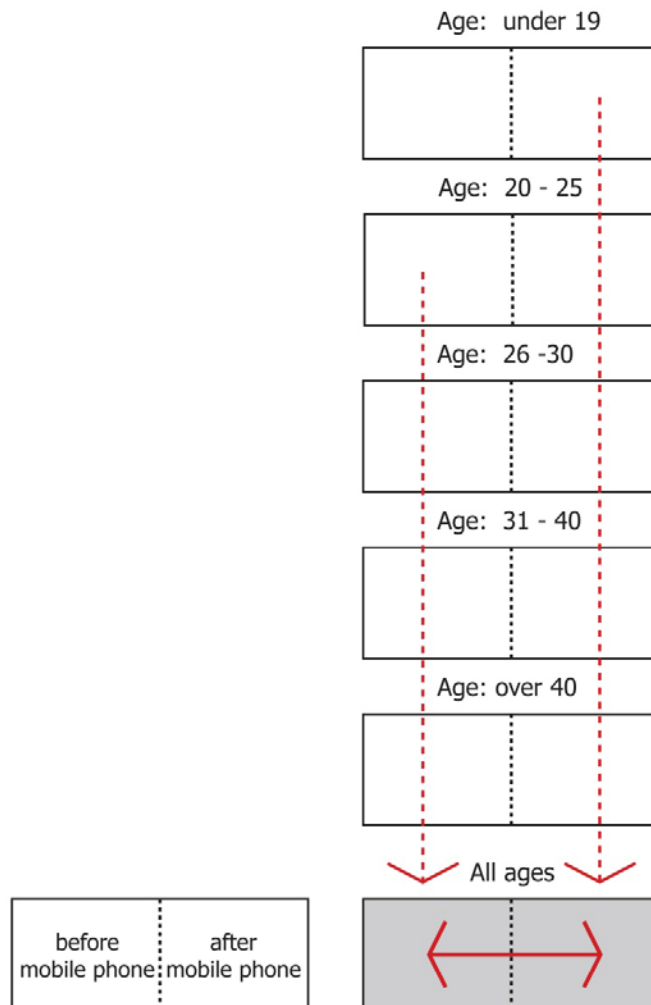 Age: under 19
Age: 20 - 25
Age: 26 -30
Age: 31 - 40
Age: over 40
All ages
before
mobile phone
after
mobile phone